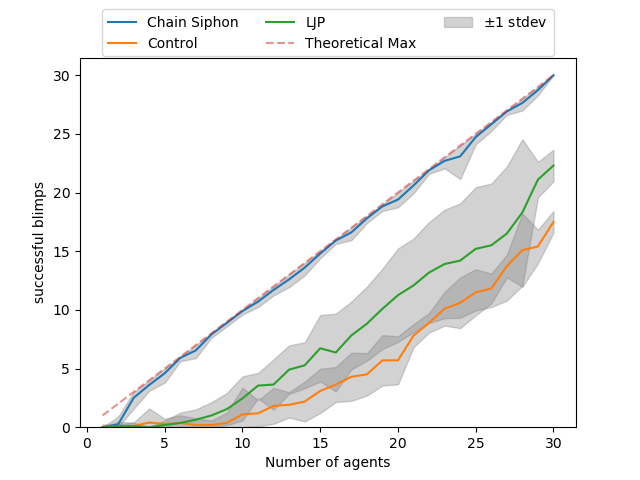 Chain Siphon LJP ±1 stdev
Control Theoretical Max
30
25
20
15
10
5
0
successful blimps
0 5 10 15 20 25 30
Number of agents